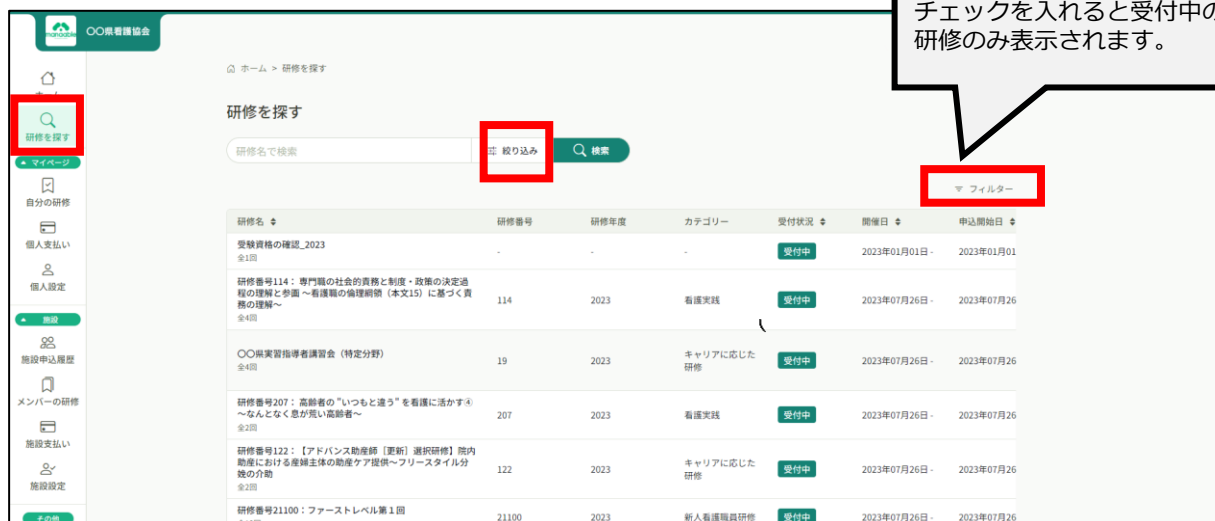 チェックを入れると受付中の
研修のみ表示されます。
manaable
〇〇県看護協会
ホーム > 研修を探す
ホーム
研修を探す
マイページ
自分の研修
個人支払い
個人設定
施設
施設申込履歴
メンバーの研修
施設支払い
施設設定
その他
研修を探す
研修名で検索
絞り込み
検索
フィルター
研修名 研修番号 研修年度 カテゴリー 受付状況 開催日 申込開始日
受験資格の確認_2023
全1回
- - - 受付中 2023年01月01日 - 2023年01月01
研修番号114： 専門職の社会的責務と制度・政策の決定過
程の理解と参画 ～看護職の倫理綱領（本文15）に基づく責
務の理解～
全4回
114 2023 看護実践 受付中 2023年07月26日 - 2023年07月26
〇〇県実習指導者講習会（特定分野）
全4回
19 2023 キャリアに応じた
研修
受付中 2023年07月26日 - 2023年07月26
研修番号207： 高齢者の "いつもと違う" を看護に活かす④
～なんとなく息が荒い高齢者～
全2回
207 2023 看護実践 受付中 2023年07月26日 - 2023年07月26
研修番号122：【アドバンス助産師［更新］選択研修】院内
助産における産婦主体の助産ケア提供～フリースタイル分
娩の介助
全2回
122 2023 キャリアに応じた
研修
受付中 2023年07月26日 - 2023年07月26
研修番号21100：ファーストレベル第１回
21100 2023 新人看護職員研修 受付中 2023年07月26日 - 2023年07月26